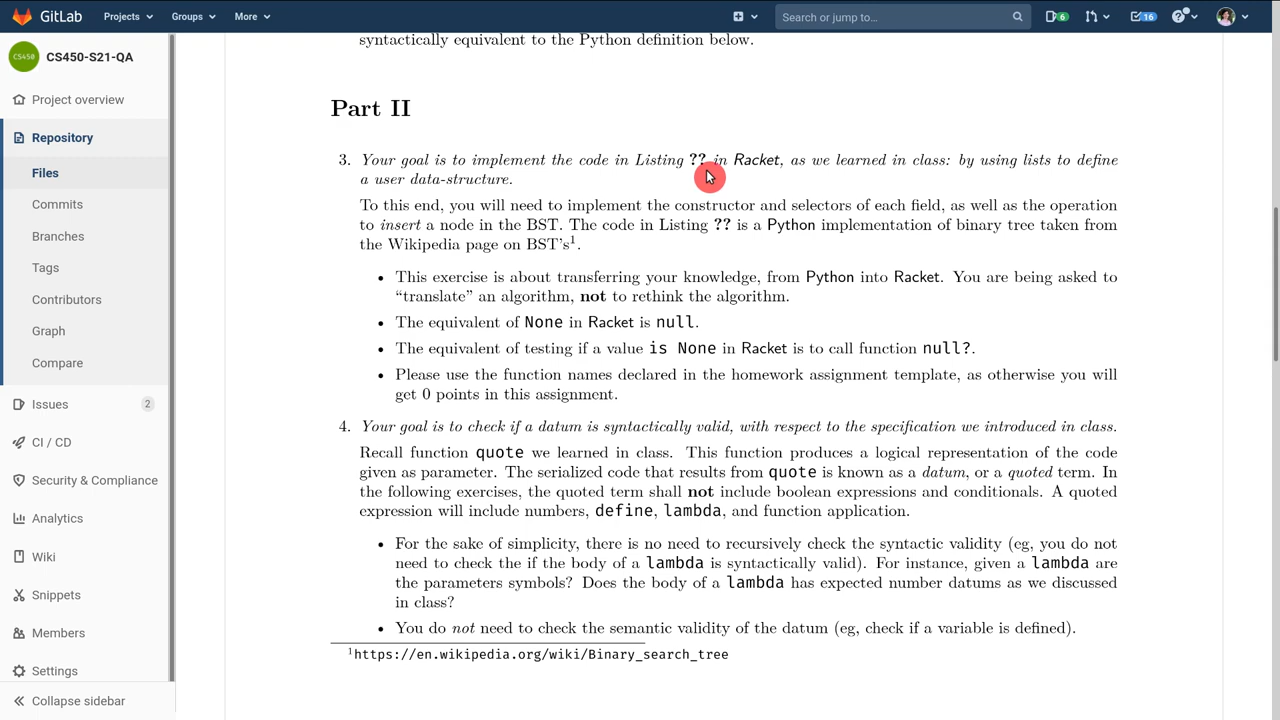 GitLab
Projects
Groups
More
Search or jump to...
6
16
CS450
CS450-S21-QA
Project overview
Repository
Files
Commits
Branches
Tags
Contributors
Graph
Compare
Issues 2
CI / CD
Security & Compliance
Analytics
Wiki
Snippets
Members
Settings
Collapse sidebar
syntactically equivalent to the Python definition below.
Part II
3. Your goal is to implement the code in Listing ?? in Racket, as we learned in class: by using lists to define
a user data-structure.
To this end, you will need to implement the constructor and selectors of each field, as well as the operation
to insert a node in the BST. The code in Listing ?? is a Python implementation of binary tree taken from
the Wikipedia page on BST's1.
• This exercise is about transferring your knowledge, from Python into Racket. You are being asked to
“translate” an algorithm, not to rethink the algorithm.
• The equivalent of None in Racket is null.
• The equivalent of testing if a value is None in Racket is to call function null?.
• Please use the function names declared in the homework assignment template, as otherwise you will
get 0 points in this assignment.
4. Your goal is to check if a datum is syntactically valid, with respect to the specification we introduced in class.
Recall function quote we learned in class. This function produces a logical representation of the code
given as parameter. The serialized code that results from quote is known as a datum, or a quoted term. In
the following exercises, the quoted term shall not include boolean expressions and conditionals. A quoted
expression will include numbers, define, lambda, and function application.
• For the sake of simplicity, there is no need to recursively check the syntactic validity (eg, you do not
need to check the if the body of a lambda is syntactically valid). For instance, given a lambda are
the parameters symbols? Does the body of a lambda has expected number datums as we discussed
in class?
• You do not need to check the semantic validity of the datum (eg, check if a variable is defined).
1https://en.wikipedia.org/wiki/Binary_search_tree